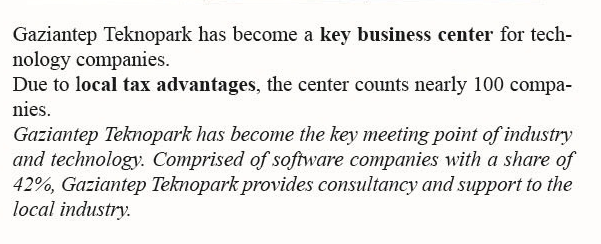 Gaziantep Teknopark has become a key business center for tech-
nology companies.
Due to local tax advantages, the center counts nearly 100 compa-
nies.
Gaziantep Teknopark has become the key meeting point of industry
and technology. Comprised of software companies with a share of
42%, Gaziantep Teknopark provides consultancy and support to the
local industry.